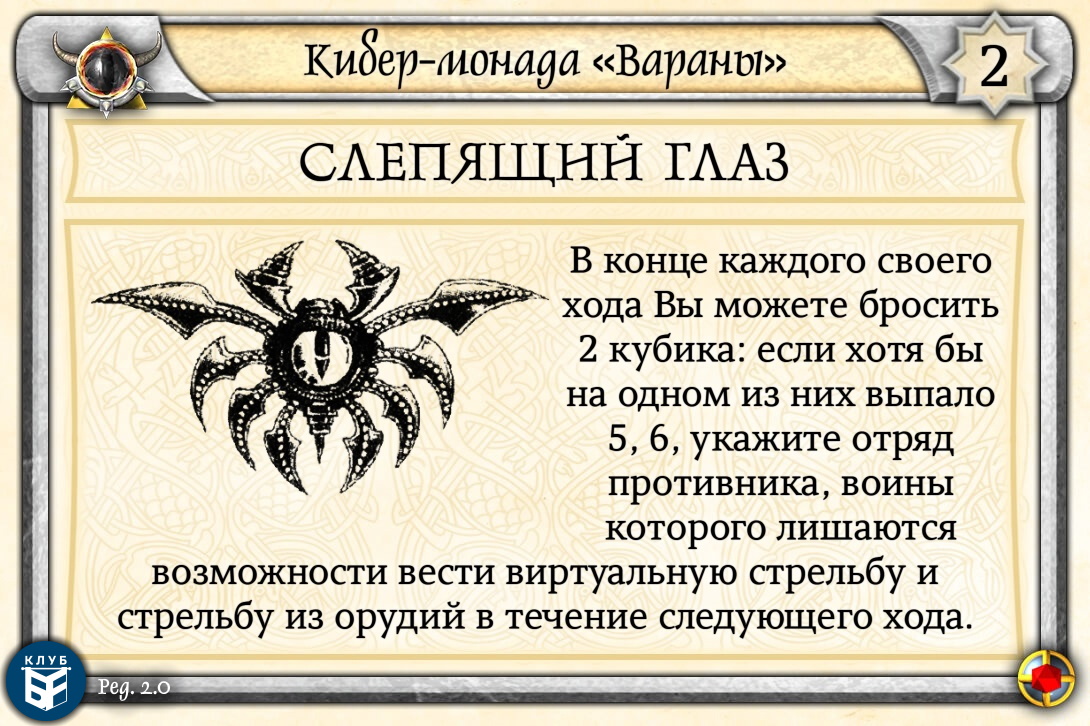 Кибер-монада «Вараны»
2
СЛЕПЯЩИЙ ГЛАЗ
В конце каждого своего
хода Вы можете бросить
2 кубика: если хотя бы
на одном из них выпало
5, 6, укажите отряд
противника, воины
которого лишаются
возможности вести виртуальную стрельбу и
стрельбу из орудий в течение следующего хода.
КЛУБ
Ред. 2.0